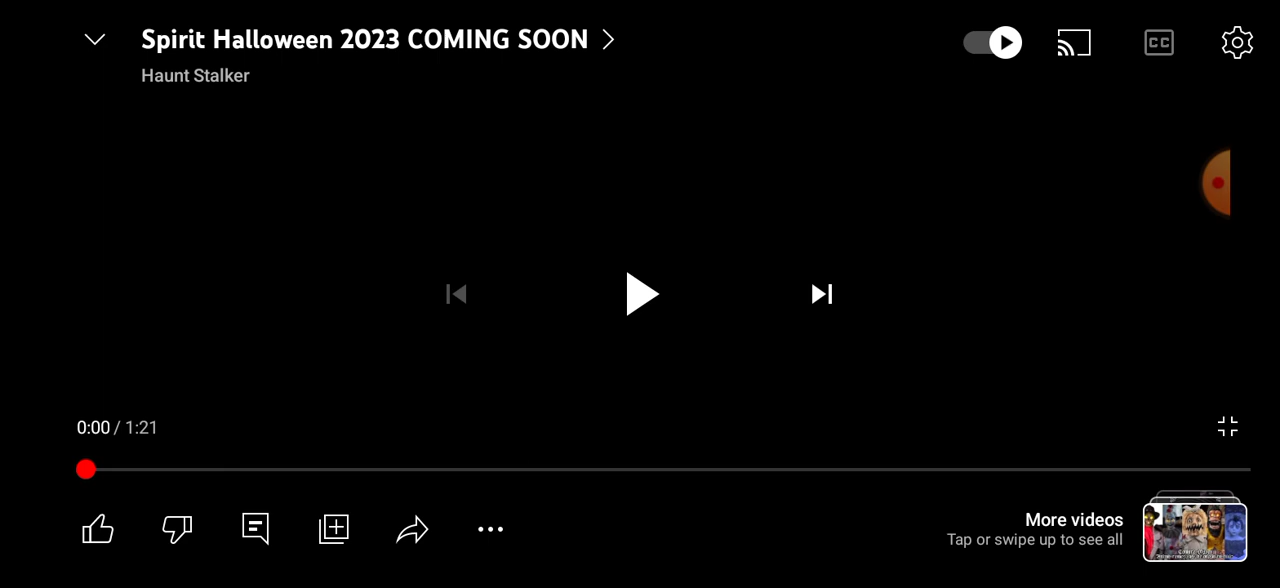 Spirit Halloween 2023 COMING SOON
Haunt Stalker
CC
0:00 / 1:21
More videos
Tap or swipe up to see all